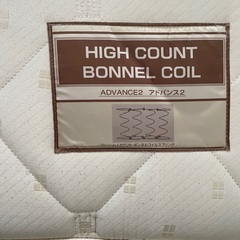 HIGH COUNT
BONNEL COIL
ADVANCE2 アドバンス2